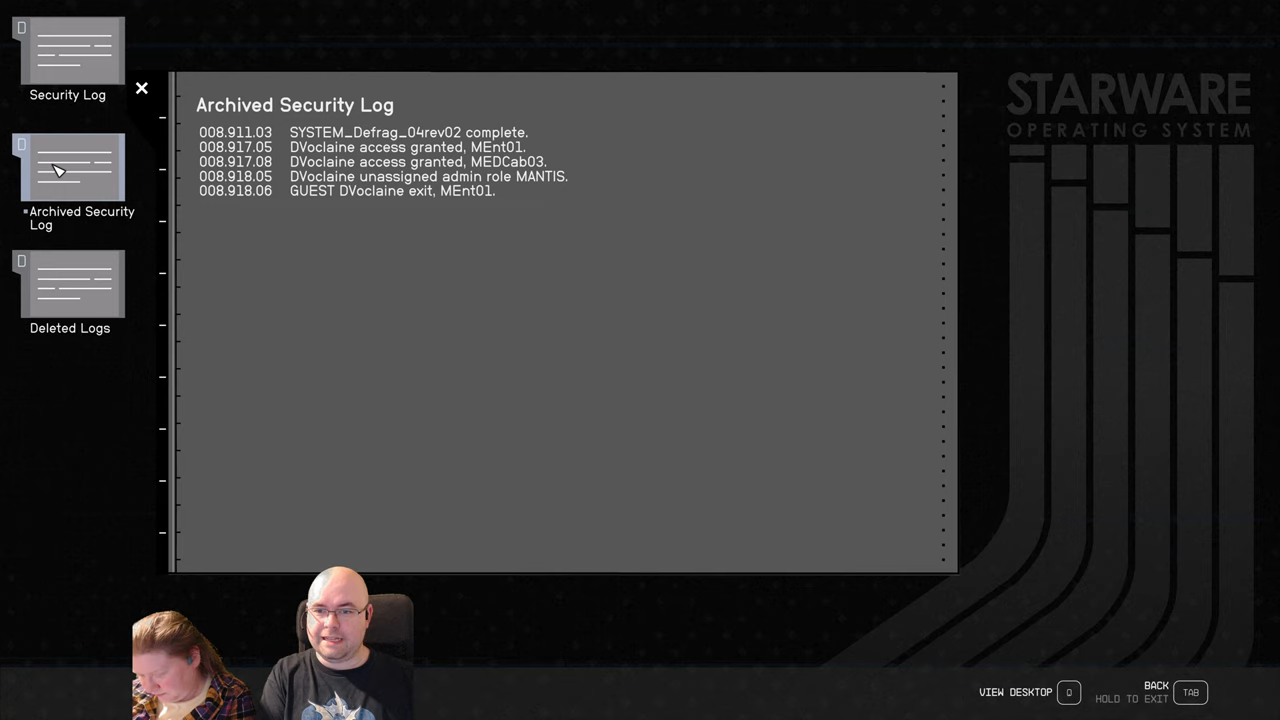 D
Security Log
D
Archived Security
Log
D
Deleted Logs
Archived Security Log
008.911.03 SYSTEM_Defrag_04rev02 complete.
008.917.05 DVoclaine access granted, MEnt01.
008.917.08 DVoclaine access granted, MEDCab03.
008.918.05 DVoclaine unassigned admin role MANTIS.
008.918.06 GUEST DVoclaine exit, MEnt01.
STARWARE
OPERATING SYSTEM
VIEW DESKTOP Q
BACK
HOLD TO EXIT TAB